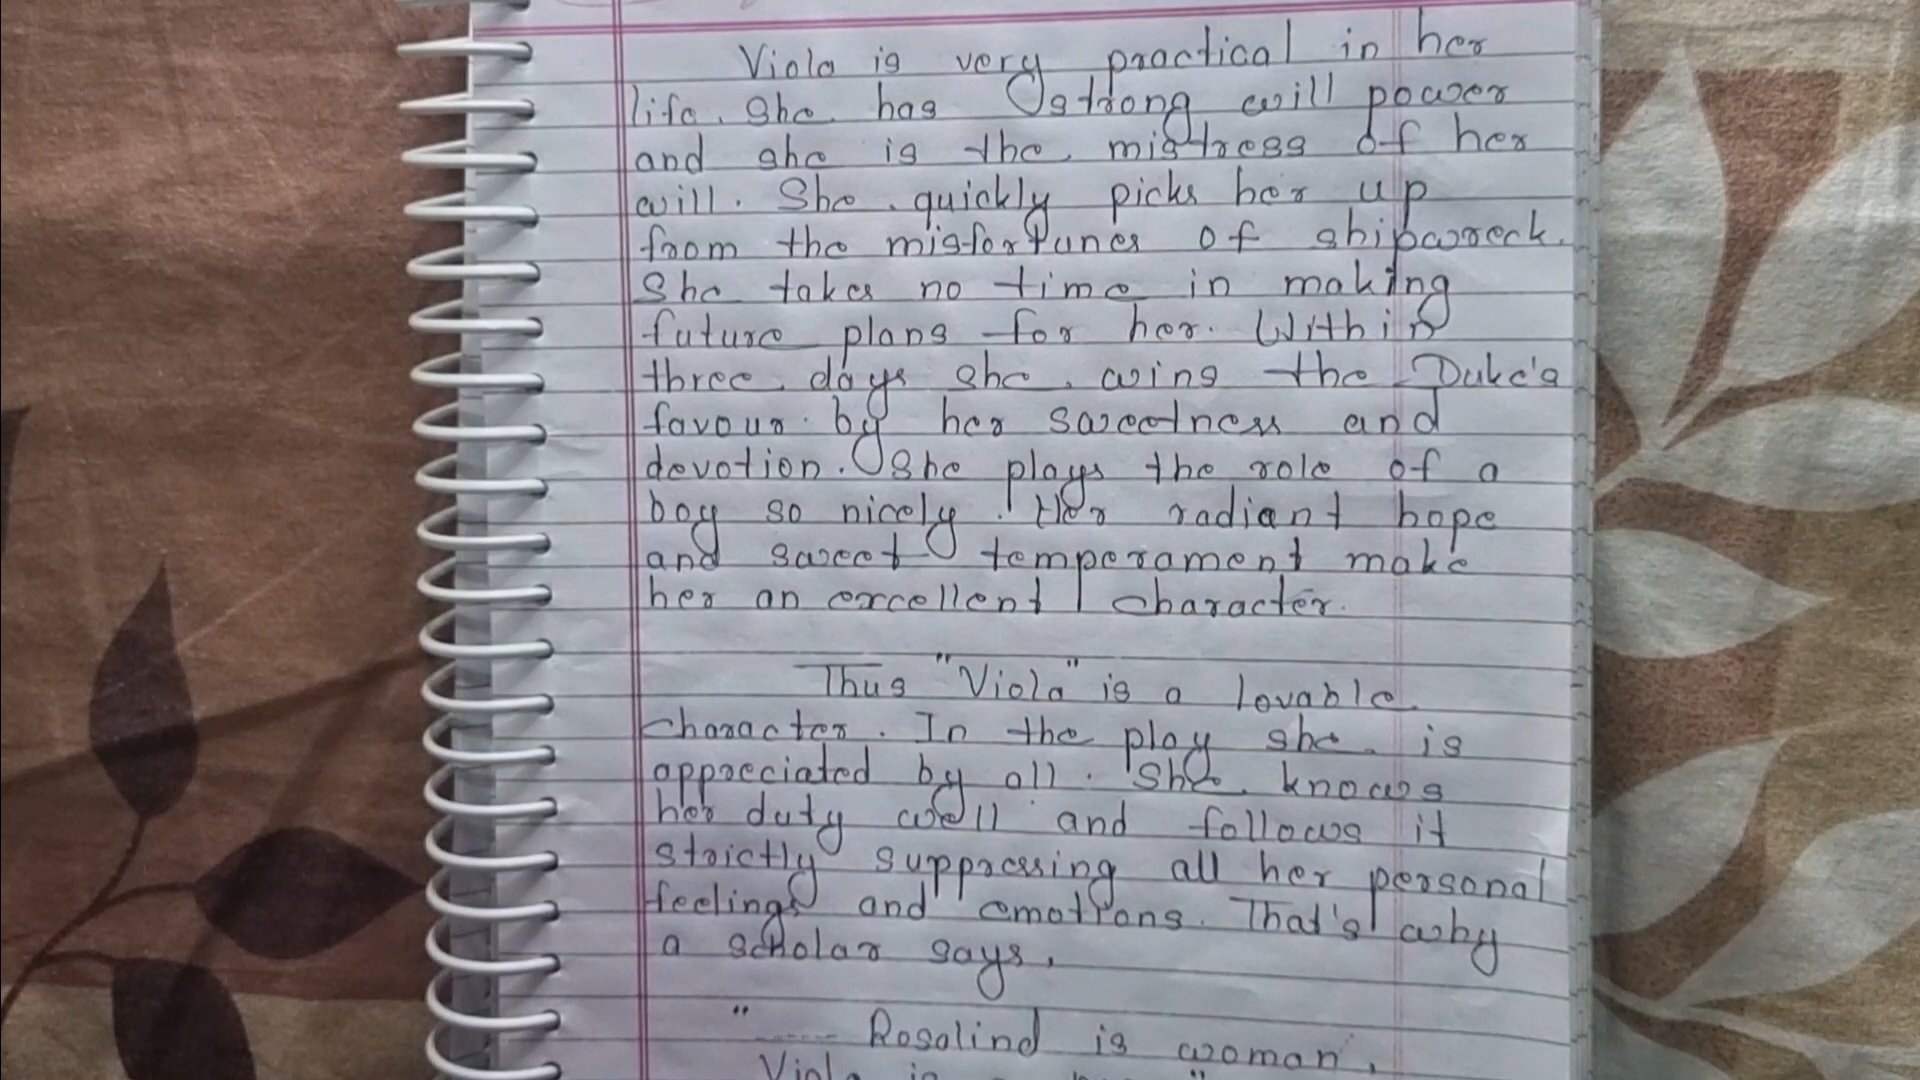 Viola is very practical in her
life. She has strong will power
and she is the mistress of her
will. She quickly picks her up
from the misfortunes of shipwreck.
She takes no time in making
future plans for her. Within
three days she wins the Duke's
favour by her sweetness and
devotion. She plays the role of a
boy so nicely. Her radiant hope
and sweet temperament make
her an excellent character.
Thus "Viola" is a lovable
character. In the play she is
appreciated by all. She knows
her duty well and follows it
strictly suppressing all her personal
feelings and emotions. That's why
a scholar says,
" ---- Rosalind is woman,
Viola is